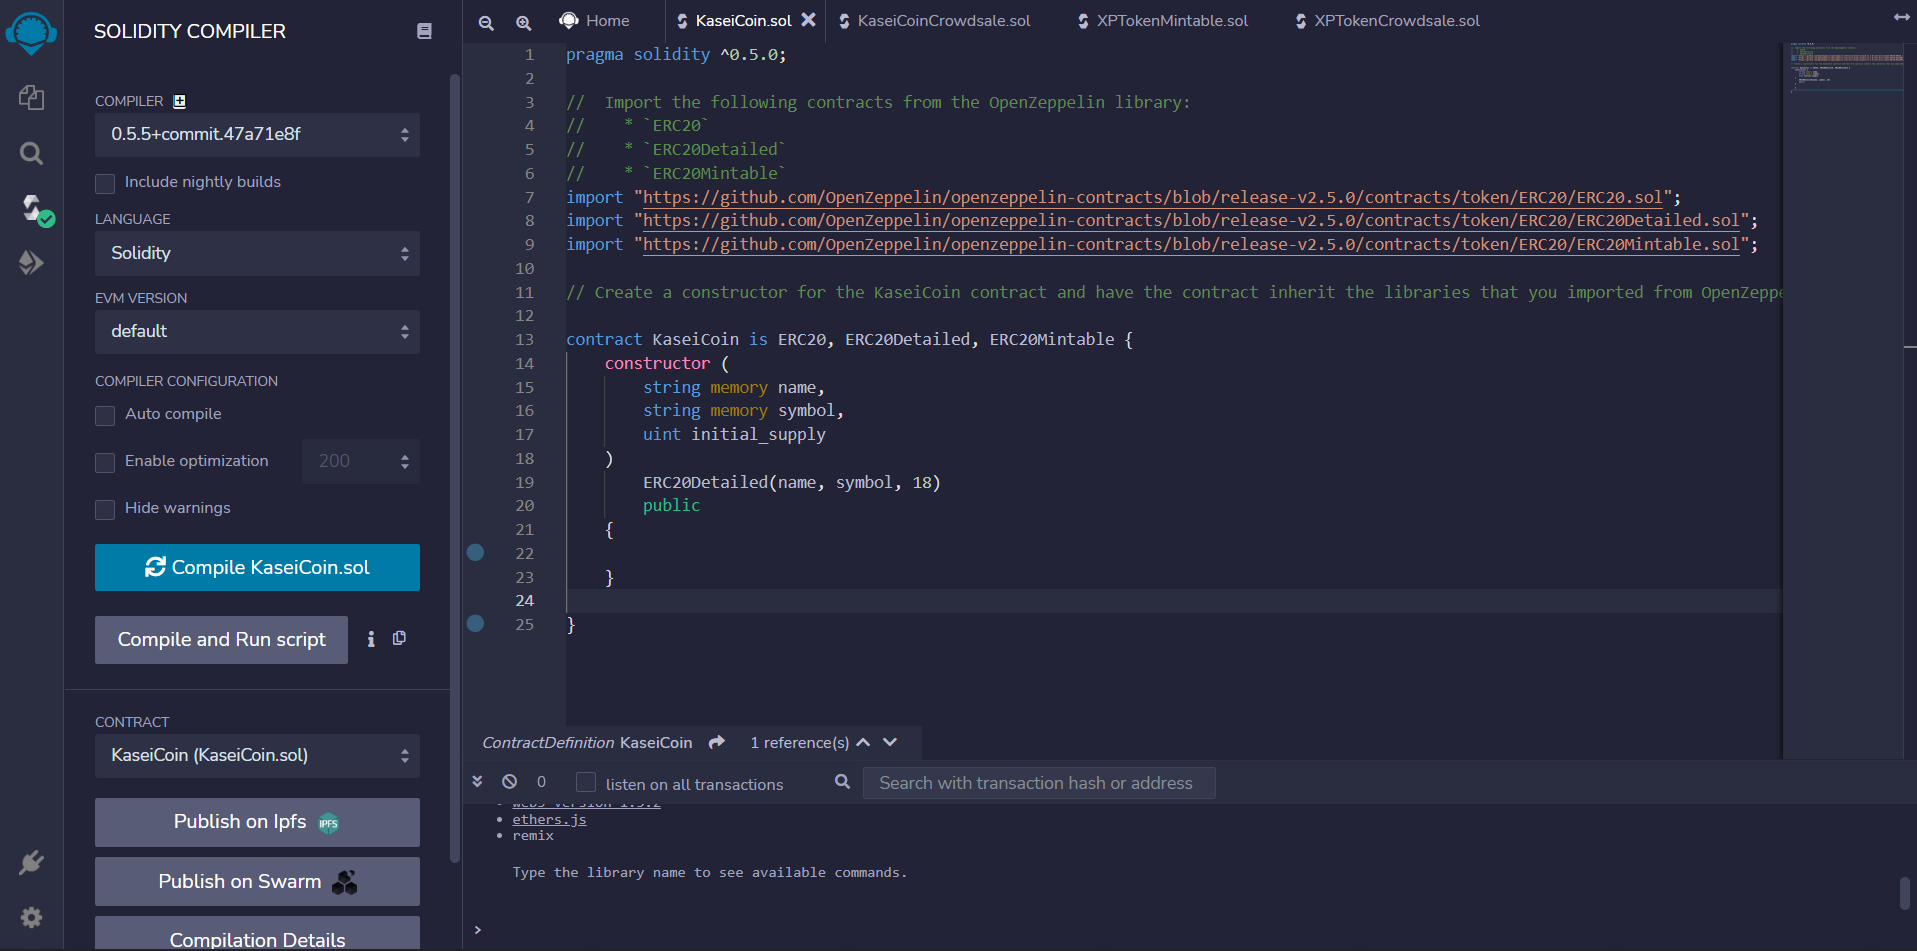 SOLIDITY COMPILER
COMPILER
0.5.5+commit.47a71e8f
Include nightly builds
LANGUAGE
Solidity
EVM VERSION
default
COMPILER CONFIGURATION
Auto compile
Enable optimization
200
Hide warnings
Compile KaseiCoin.sol
Compile and Run script
CONTRACT
KaseiCoin (KaseiCoin.sol)
Publish on Ipfs
IPFS
Publish on Swarm
Compilation Details
Home
KaseiCoin.sol
KaseiCoinCrowdsale.sol
XPTokenMintable.sol
XPTokenCrowdsale.sol
1 pragma solidity ^0.5.0;
2
3 //  Import the following contracts from the OpenZeppelin library:
4 //    * `ERC20`
5 //    * `ERC20Detailed`
6 //    * `ERC20Mintable`
7 import "https://github.com/OpenZeppelin/openzeppelin-contracts/blob/release-v2.5.0/contracts/token/ERC20/ERC20.sol";
8 import "https://github.com/OpenZeppelin/openzeppelin-contracts/blob/release-v2.5.0/contracts/token/ERC20/ERC20Detailed.sol";
9 import "https://github.com/OpenZeppelin/openzeppelin-contracts/blob/release-v2.5.0/contracts/token/ERC20/ERC20Mintable.sol";
10
11 // Create a constructor for the KaseiCoin contract and have the contract inherit the libraries that you imported from OpenZeppe
12
13 contract KaseiCoin is ERC20, ERC20Detailed, ERC20Mintable {
14     constructor (
15         string memory name,
16         string memory symbol,
17         uint initial_supply
18     )
19         ERC20Detailed(name, symbol, 18)
20         public
21     {
22
23     }
24
25 }
ContractDefinition KaseiCoin
1 reference(s)
0
listen on all transactions
Search with transaction hash or address
• web3 version 1.5.2
• ethers.js
• remix
Type the library name to see available commands.
>